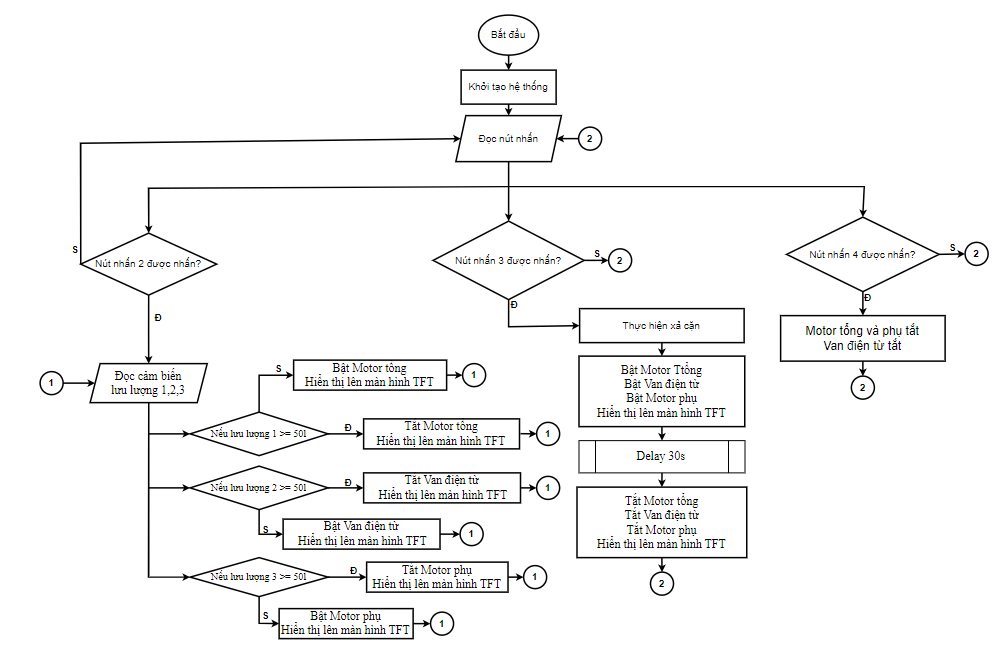 Bắt đầu
Khởi tạo hệ thống
Đọc nút nhấn
2
S
Nút nhấn 2 được nhấn?
Đ
Nút nhấn 3 được nhấn?
S
2
Đ
Nút nhấn 4 được nhấn?
S
2
Đ
Thực hiện xả cặn
Motor tổng và phụ tắt
Van điện từ tắt
2
Bật Motor Ttổng
Bật Van điện từ
Bật Motor phụ
Hiển thị lên màn hình TFT
Delay 30s
Tắt Motor tổng
Tắt Van điện từ
Tắt Motor phụ
Hiển thị lên màn hình TFT
2
1
Đọc cảm biến
lưu lượng 1,2,3
S
Bật Motor tổng
Hiển thị lên màn hình TFT
1
Nếu lưu lượng 1 >= 50l
Đ
Tắt Motor tổng
Hiển thị lên màn hình TFT
1
Nếu lưu lượng 2 >= 50l
Đ
Tắt Van điện từ
Hiển thị lên màn hình TFT
1
S
Bật Van điện từ
Hiển thị lên màn hình TFT
1
Nếu lưu lượng 3 >= 50l
Đ
Tắt Motor phụ
Hiển thị lên màn hình TFT
1
S
Bật Motor phụ
Hiển thị lên màn hình TFT
1